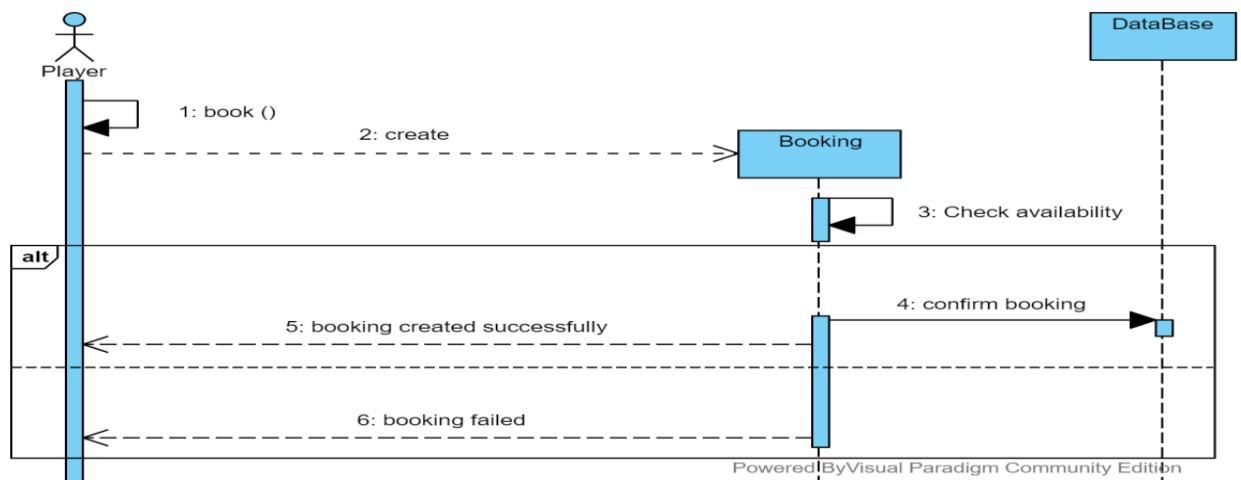 DataBase
Player
1: book ()
2: create
Booking
3: Check availability
alt
4: confirm booking
5: booking created successfully
6: booking failed
Powered ByVisual Paradigm Community Edition